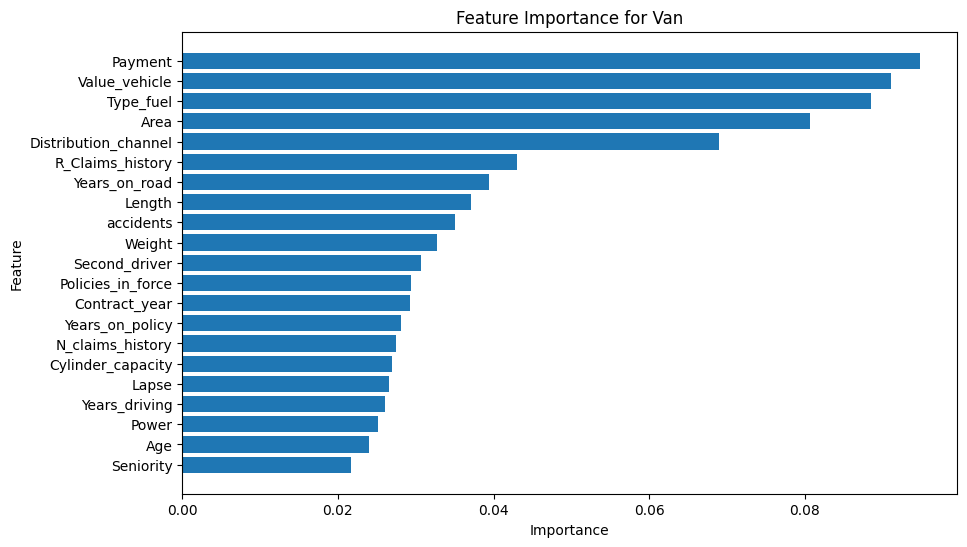 Feature Importance for Van
Payment
Value_vehicle
Type_fuel
Area
Distribution_channel
R_Claims_history
Years_on_road
Length
accidents
Weight
Second_driver
Policies_in_force
Contract_year
Years_on_policy
N_claims_history
Cylinder_capacity
Lapse
Years_driving
Power
Age
Seniority
Feature
0.00 0.02 0.04 0.06 0.08
Importance